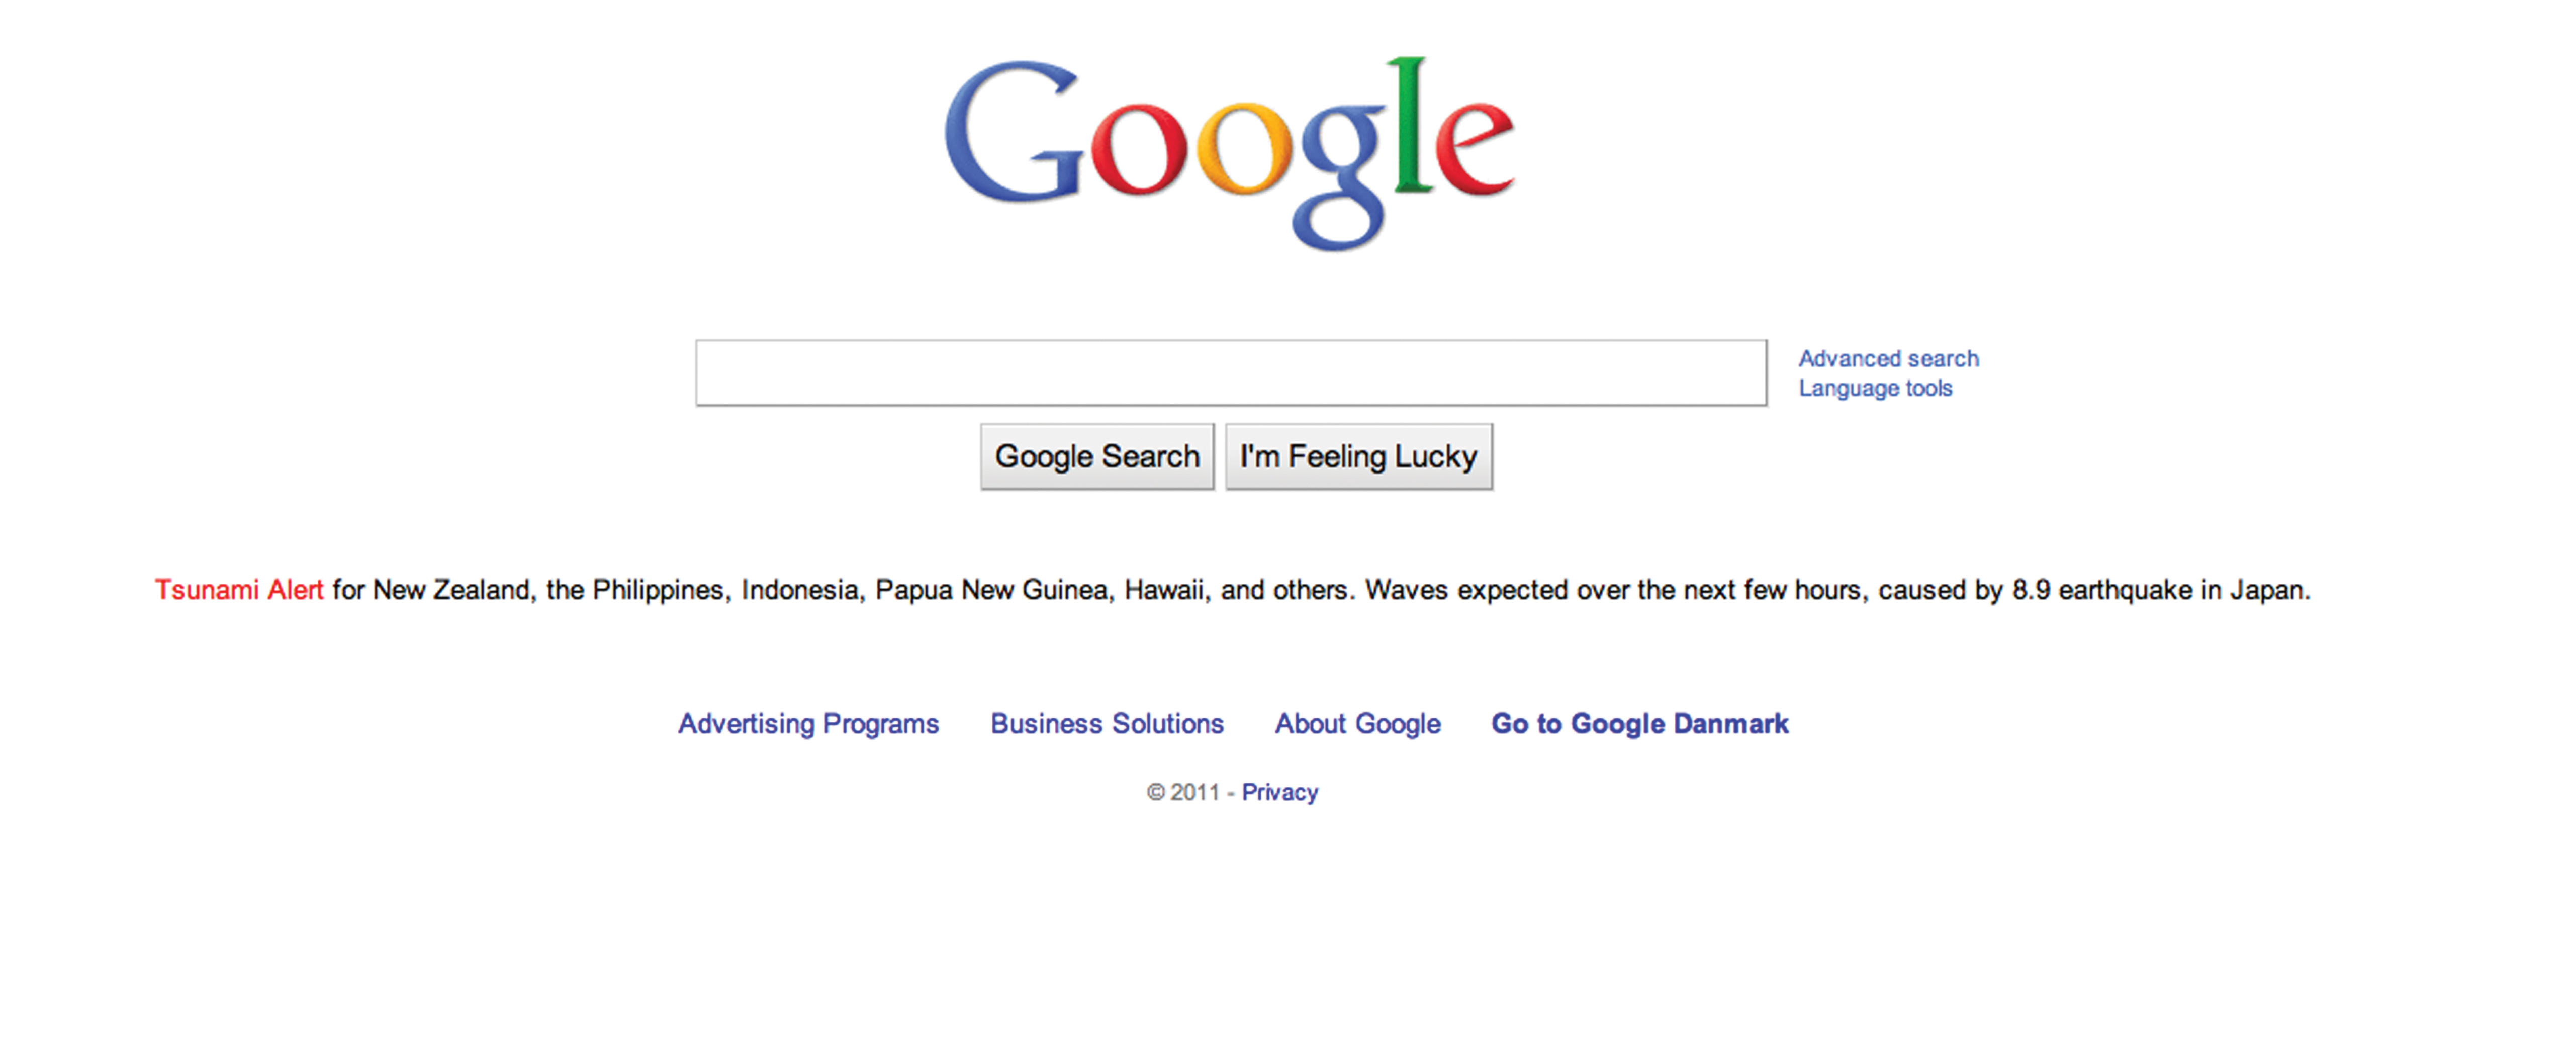 Google
Advanced search
Language tools
Google Search I'm Feeling Lucky
Tsunami Alert for New Zealand, the Philippines, Indonesia, Papua New Guinea, Hawaii, and others. Waves expected over the next few hours, caused by 8.9 earthquake in Japan.
Advertising Programs Business Solutions About Google Go to Google Danmark
© 2011 - Privacy